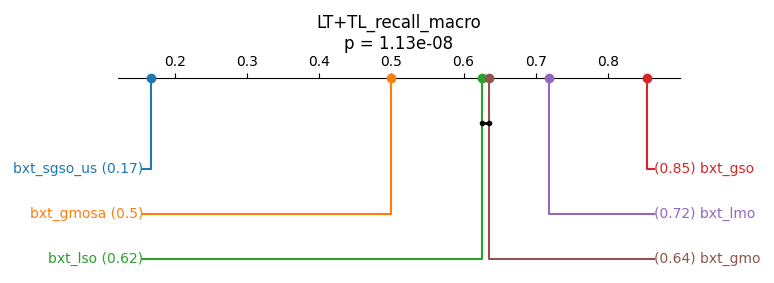 LT+TL_recall_macro
p = 1.13e-08
0.2 0.3 0.4 0.5 0.6 0.7 0.8
bxt_sgso_us (0.17) (0.85) bxt_gso
bxt_gmosa (0.5) (0.72) bxt_lmo
bxt_lso (0.62) (0.64) bxt_gmo